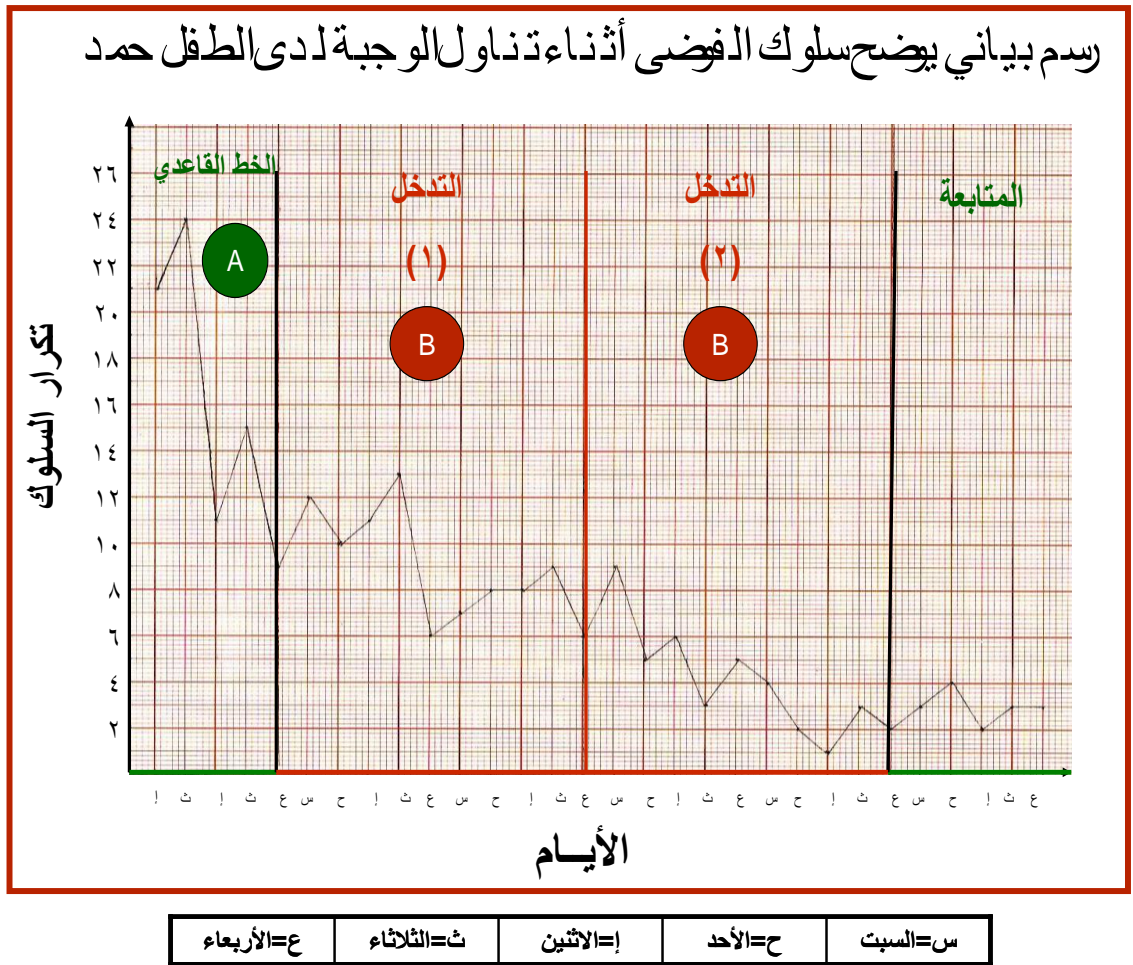 رسم بياني يوضح سلوك الفوضى أثناء تناول الوجبة لدى الطفل حمد
الخط القاعدي
التدخل
التدخل
المتابعة
(١)
(٢)
A
B
B
٢٦
٢٤
٢٢
٢٠
١٨
١٦
١٤
١٢
١٠
٨
٦
٤
٢
تكرار السلوك
إ ث إ ث ع س ح إ ث ع س ح إ ث ع س ح إ ث ع س ح إ ث ع س ح إ ث ع
الأيام
س=السبت
ح=الأحد
إ=الاثنين
ث=الثلاثاء
ع=الأربعاء